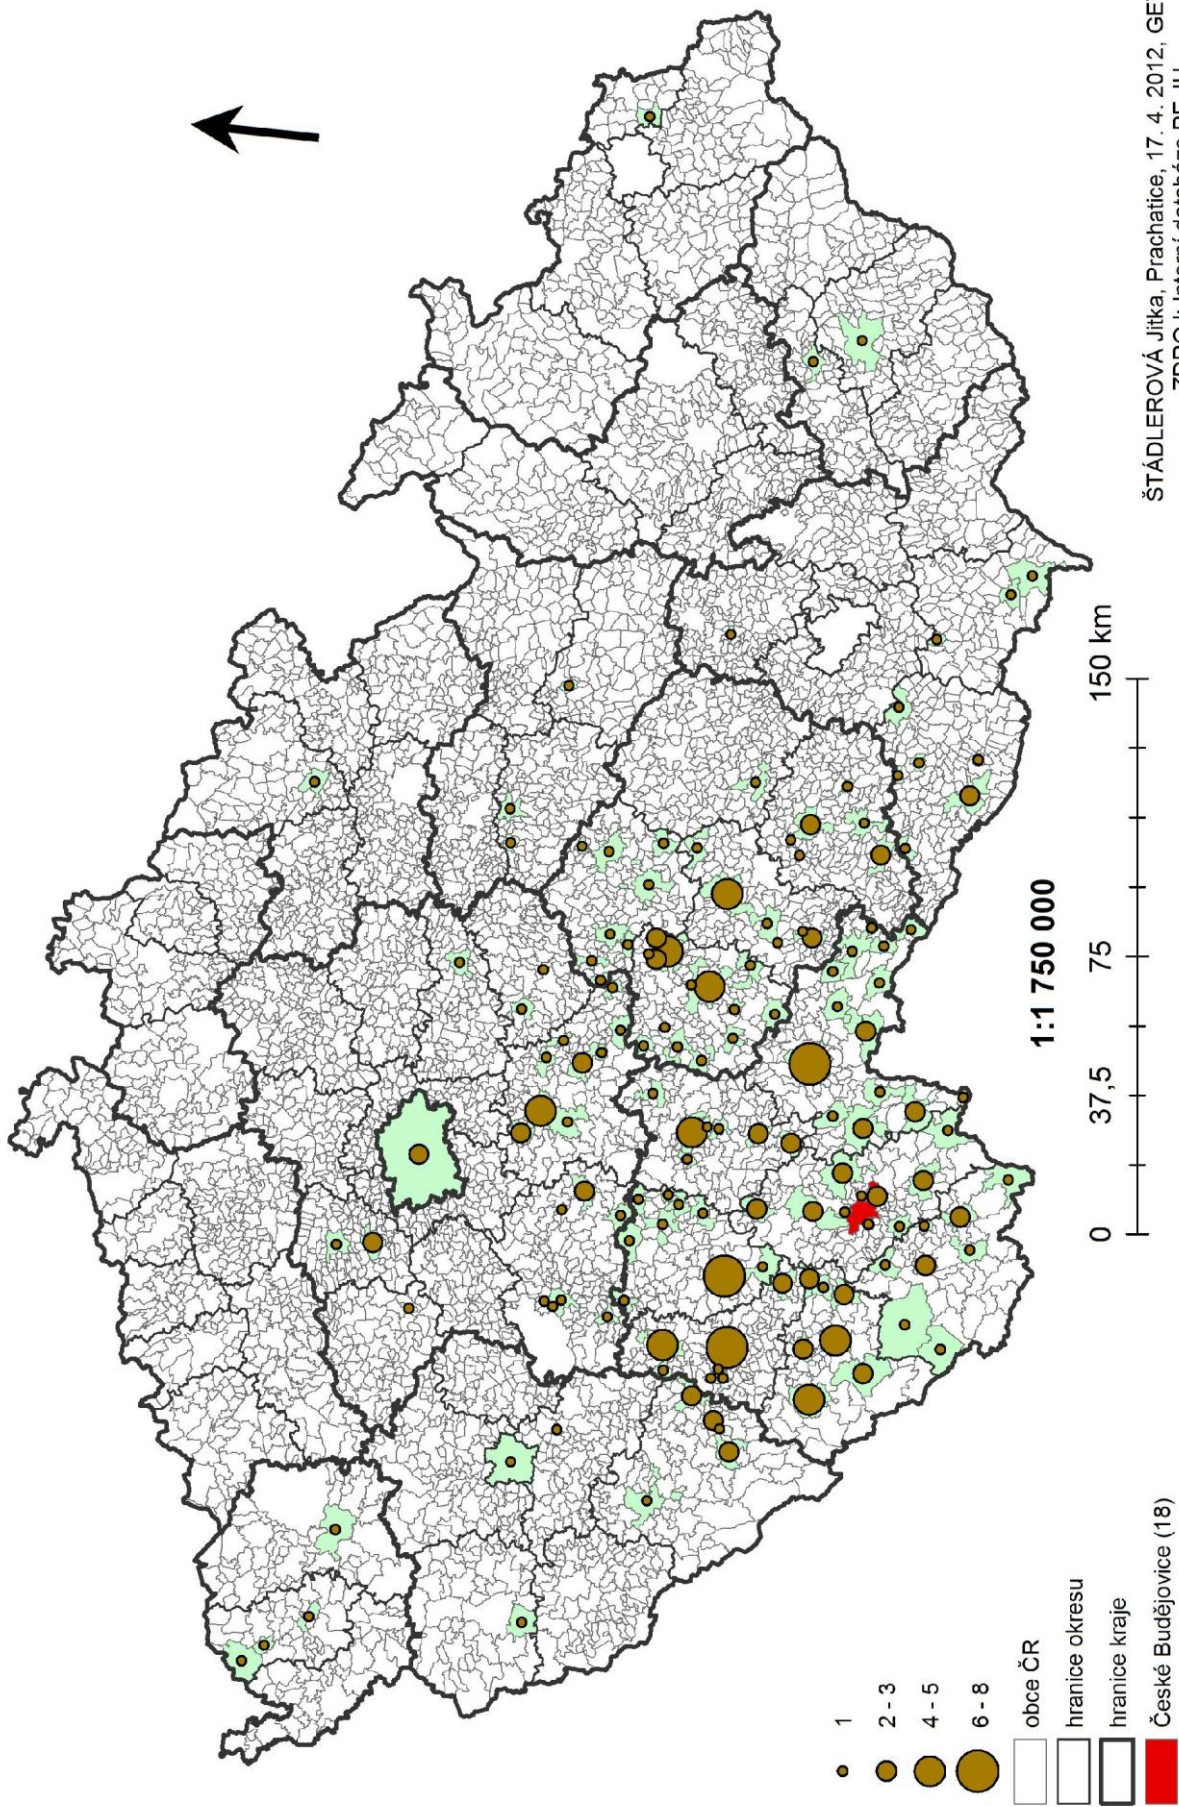 1
2 - 3
4 - 5
6 - 8
obce ČR
hranice okresu
hranice kraje
České Budějovice (18)
1:1 750 000
0 37,5 75 150 km
ŠTÁDLEROVÁ Jitka, Prachatice, 17. 4. 2012, GE